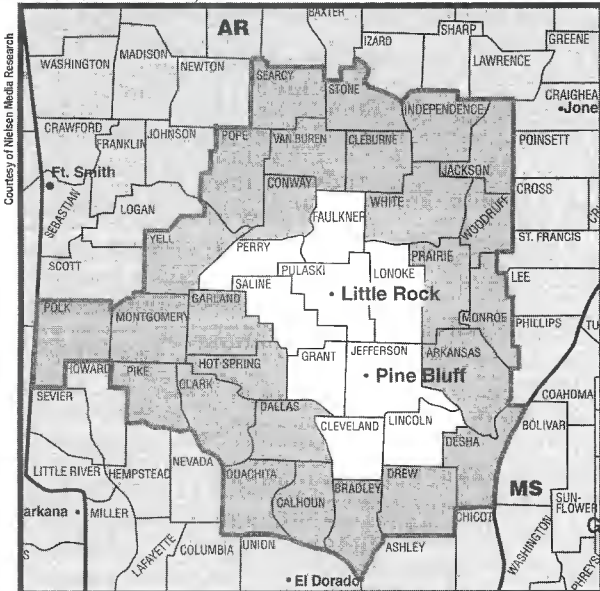 Courtesy of Nielsen Media Research
AR
BAXTER
SHARP
IZARD
GREENE
MADISON
WASHINGTON
NEWTON
LAWRENCE
SEARCY
STONE
INDEPENDENCE
CRAIGHEA
Jone
CRAWFORD
FRANKLIN
JOHNSON
POPE
VAN BUREN
CLEBURNE
POINSETT
Ft. Smith
JACKSON
CONWAY
CROSS
SEBASTIAN
LOGAN
FAULKNER
WHITE
WOODRUFF
ST. FRANCIS
YELL
PERRY
PRAIRIE
SCOTT
PULASKI
LONOKE
LEE
SALINE
POLK
GARLAND
Little Rock
MONTGOMERY
MONROE
PHILLIPS
TU
HOWARD
PIKE
HOT SPRING
GRANT
JEFFERSON
ARKANSAS
CLARK
Pine Bluff
SEVIER
DALLAS
COAHOMA
CLEVELAND
LINCOLN
BOLIVAR
DESHA
LITTLE RIVER
HEMPSTEAD
NEVADA
OUACHITA
DREW
CALHOUN
BRADLEY
MS
SUN-
FLOWER
arkana
MILLER
CHICOT
C
LAFAYETTE
COLUMBIA
UNION
ASHLEY
WASHINGTON
PHREYS
El Dorado